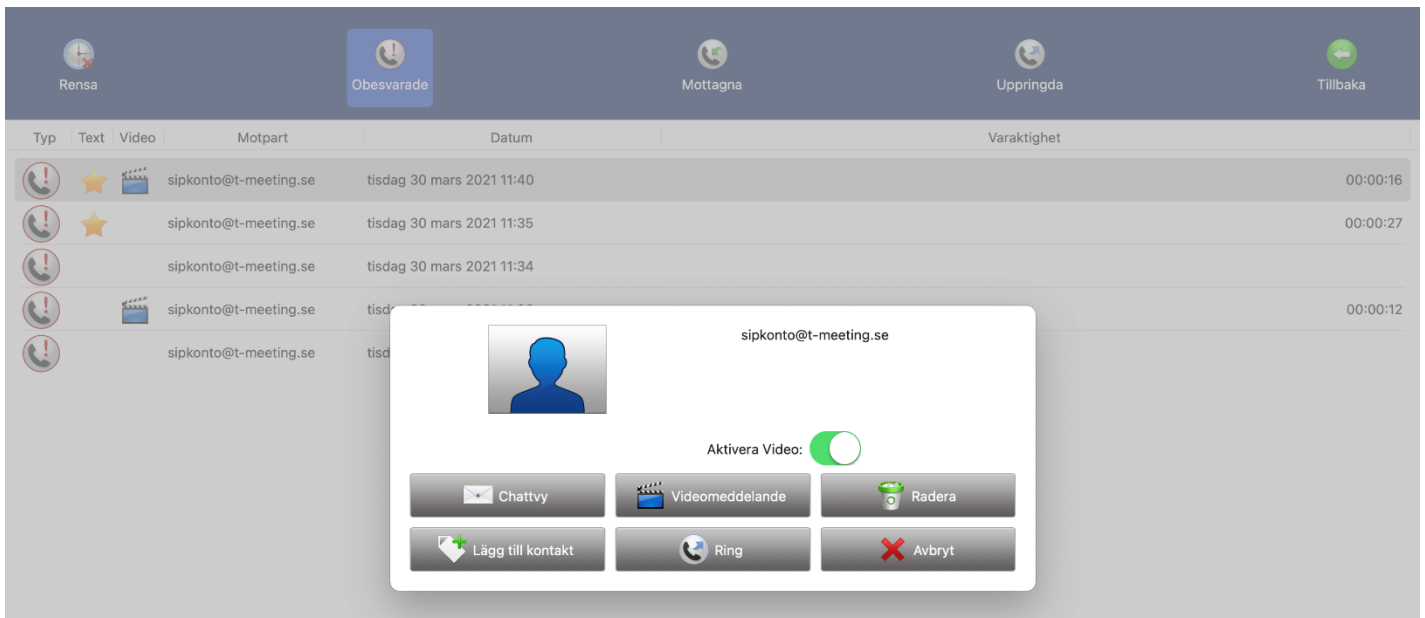 Rensa
Obesvarade
Mottagna
Uppringda
Tillbaka
Typ Text Video Motpart Datum Varaktighet
sipkonto@t-meeting.se tisdag 30 mars 2021 11:40 00:00:16
sipkonto@t-meeting.se tisdag 30 mars 2021 11:35 00:00:27
sipkonto@t-meeting.se tisdag 30 mars 2021 11:34
sipkonto@t-meeting.se 00:00:12
sipkonto@t-meeting.se
sipkonto@t-meeting.se
Aktivera Video:
Chattvy
Videomeddelande
Radera
Lägg till kontakt
Ring
Avbryt